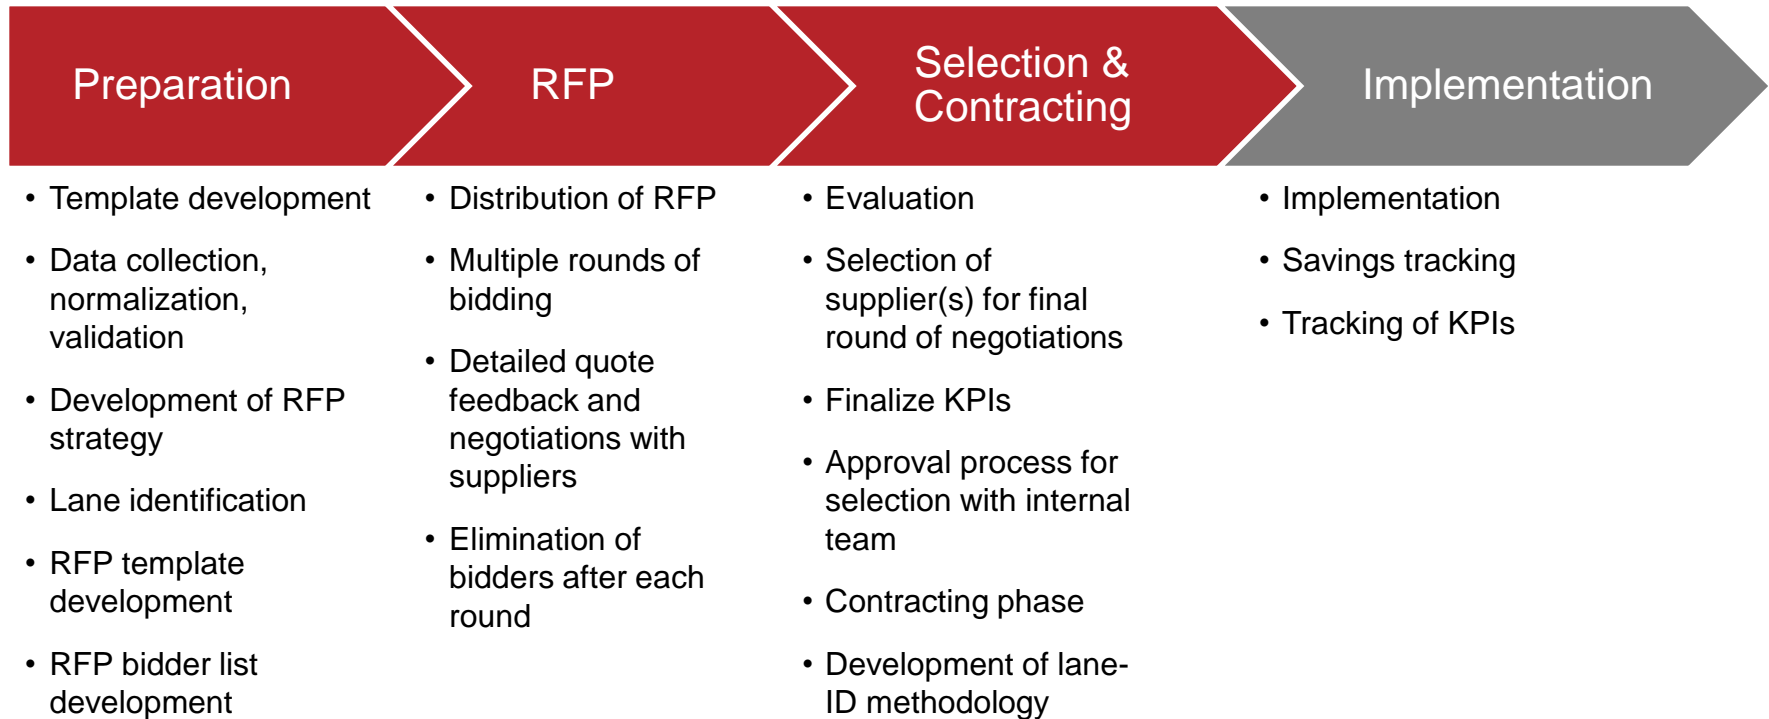 Preparation
RFP
Selection &
Contracting
Implementation
• Template development
• Data collection,
normalization,
validation
• Development of RFP
strategy
• Lane identification
• RFP template
development
• RFP bidder list
development
• Distribution of RFP
• Multiple rounds of
bidding
• Detailed quote
feedback and
negotiations with
suppliers
• Elimination of
bidders after each
round
• Evaluation
• Selection of
supplier(s) for final
round of negotiations
• Finalize KPIs
• Approval process for
selection with internal
team
• Contracting phase
• Development of lane-
ID methodology
• Implementation
• Savings tracking
• Tracking of KPIs